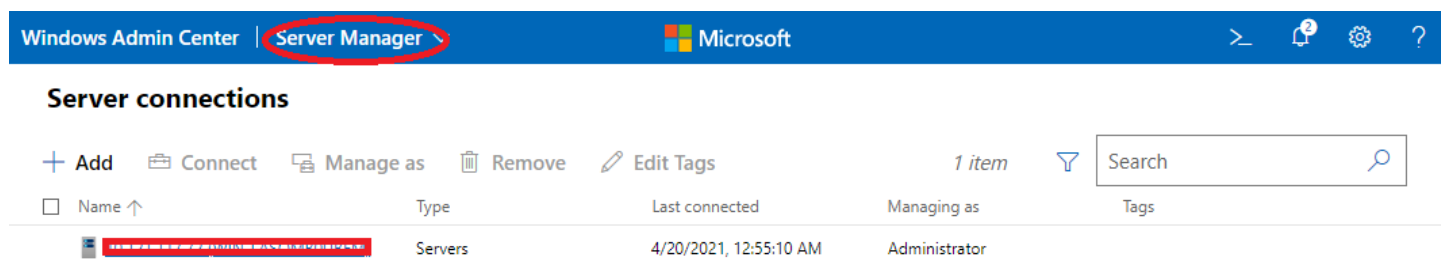 Windows Admin Center | Server Manager
Microsoft
2
?
Server connections
Add Connect Manage as Remove Edit Tags 1 item Search
Name Type Last connected Managing as Tags
Servers 4/20/2021, 12:55:10 AM Administrator